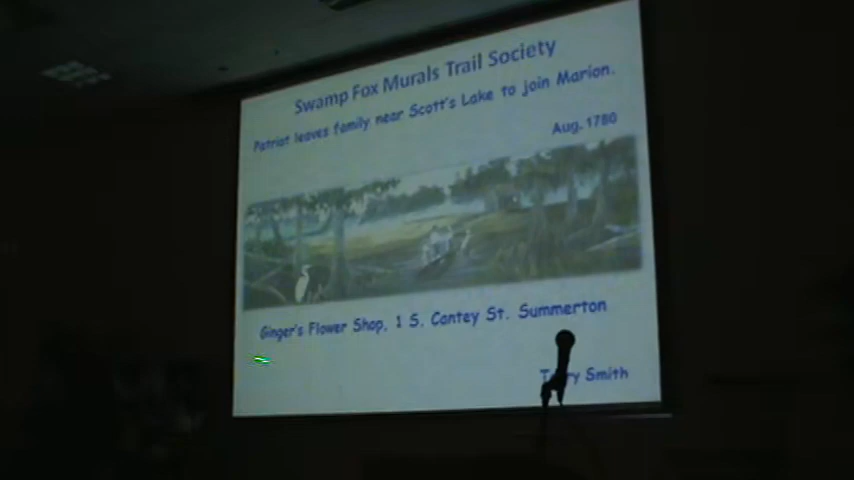 Swamp Fox Murals Trail Society
Patriot leaves family near Scott's Lake to join Marion.
Aug. 1780
Ginger's Flower Shop, 1 S. Cantey St. Summerton
Smith